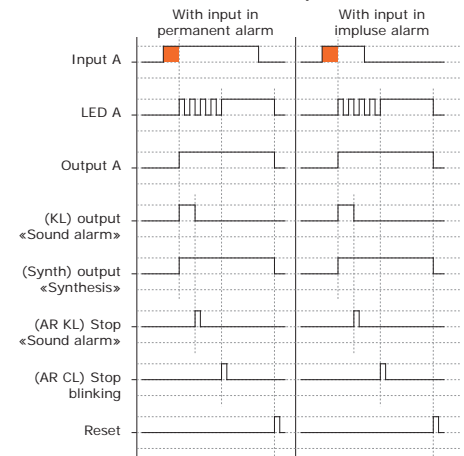 With input in
permanent alarm
With input in
impluse alarm
Input A
LED A
Output A
(KL) output
«Sound alarm»
(Synth) output
«Synthesis»
(AR KL) Stop
«Sound alarm»
(AR CL) Stop
blinking
Reset